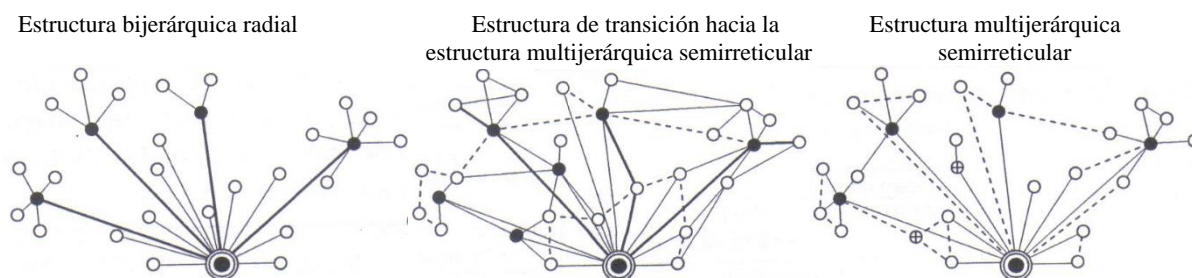 Estructura bijerárquica radial
Estructura de transición hacia la
estructura multijerárquica semirreticular
Estructura multijerárquica
semirreticular